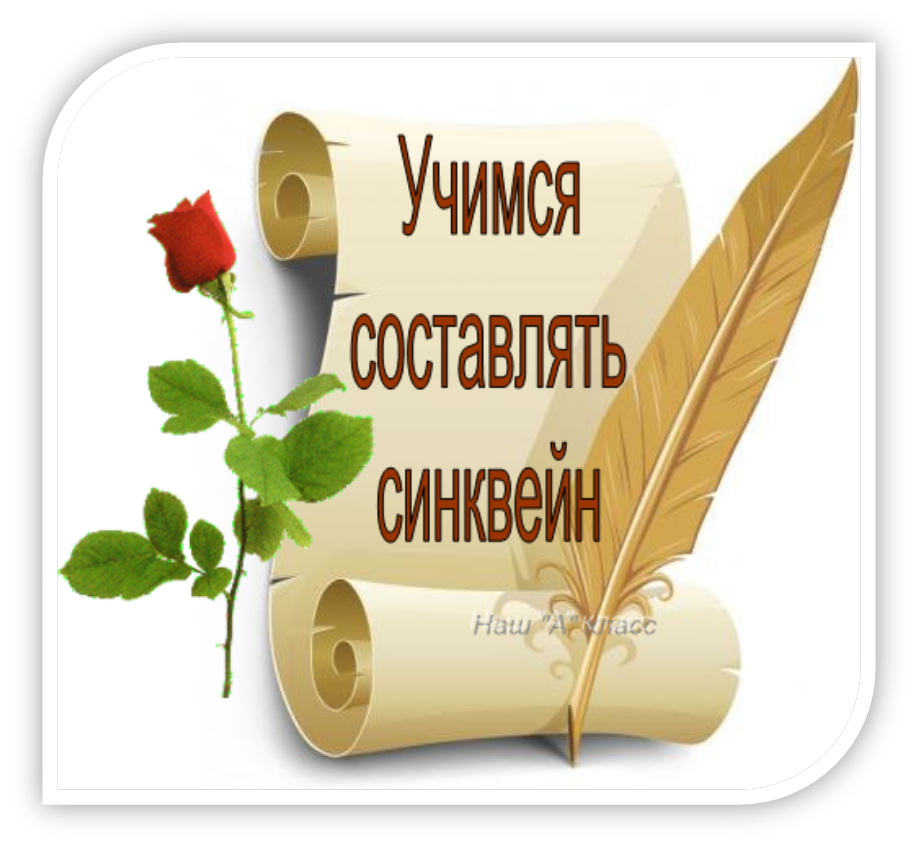 Учимся
составлять
синквейн
Наш "А" класс